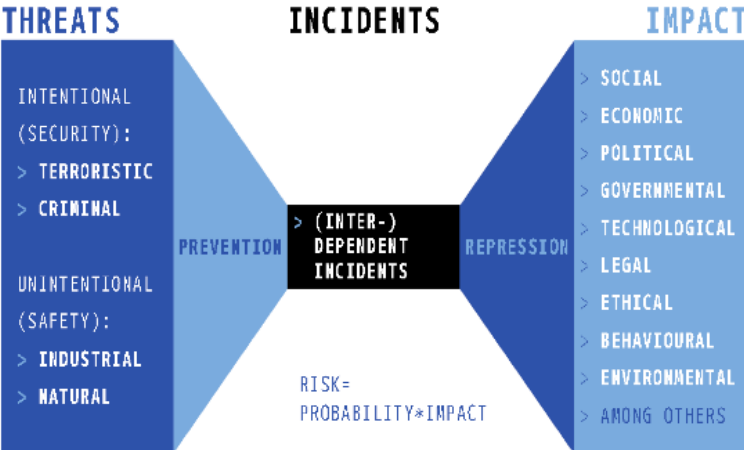 THREATS
INCIDENTS
IMPACT
INTENTIONAL
(SECURITY):
> TERRORISTIC
> CRIMINAL
UNINTENTIONAL
(SAFETY):
> INDUSTRIAL
> NATURAL
PREVENTION
> (INTER-)
DEPENDENT
INCIDENTS
REPRESSION
RISK=
PROBABILITY*IMPACT
> SOCIAL
> ECONOMIC
> POLITICAL
> GOVERNMENTAL
> TECHNOLOGICAL
> LEGAL
> ETHICAL
> BEHAVIOURAL
> ENVIRONMENTAL
> AMONG OTHERS